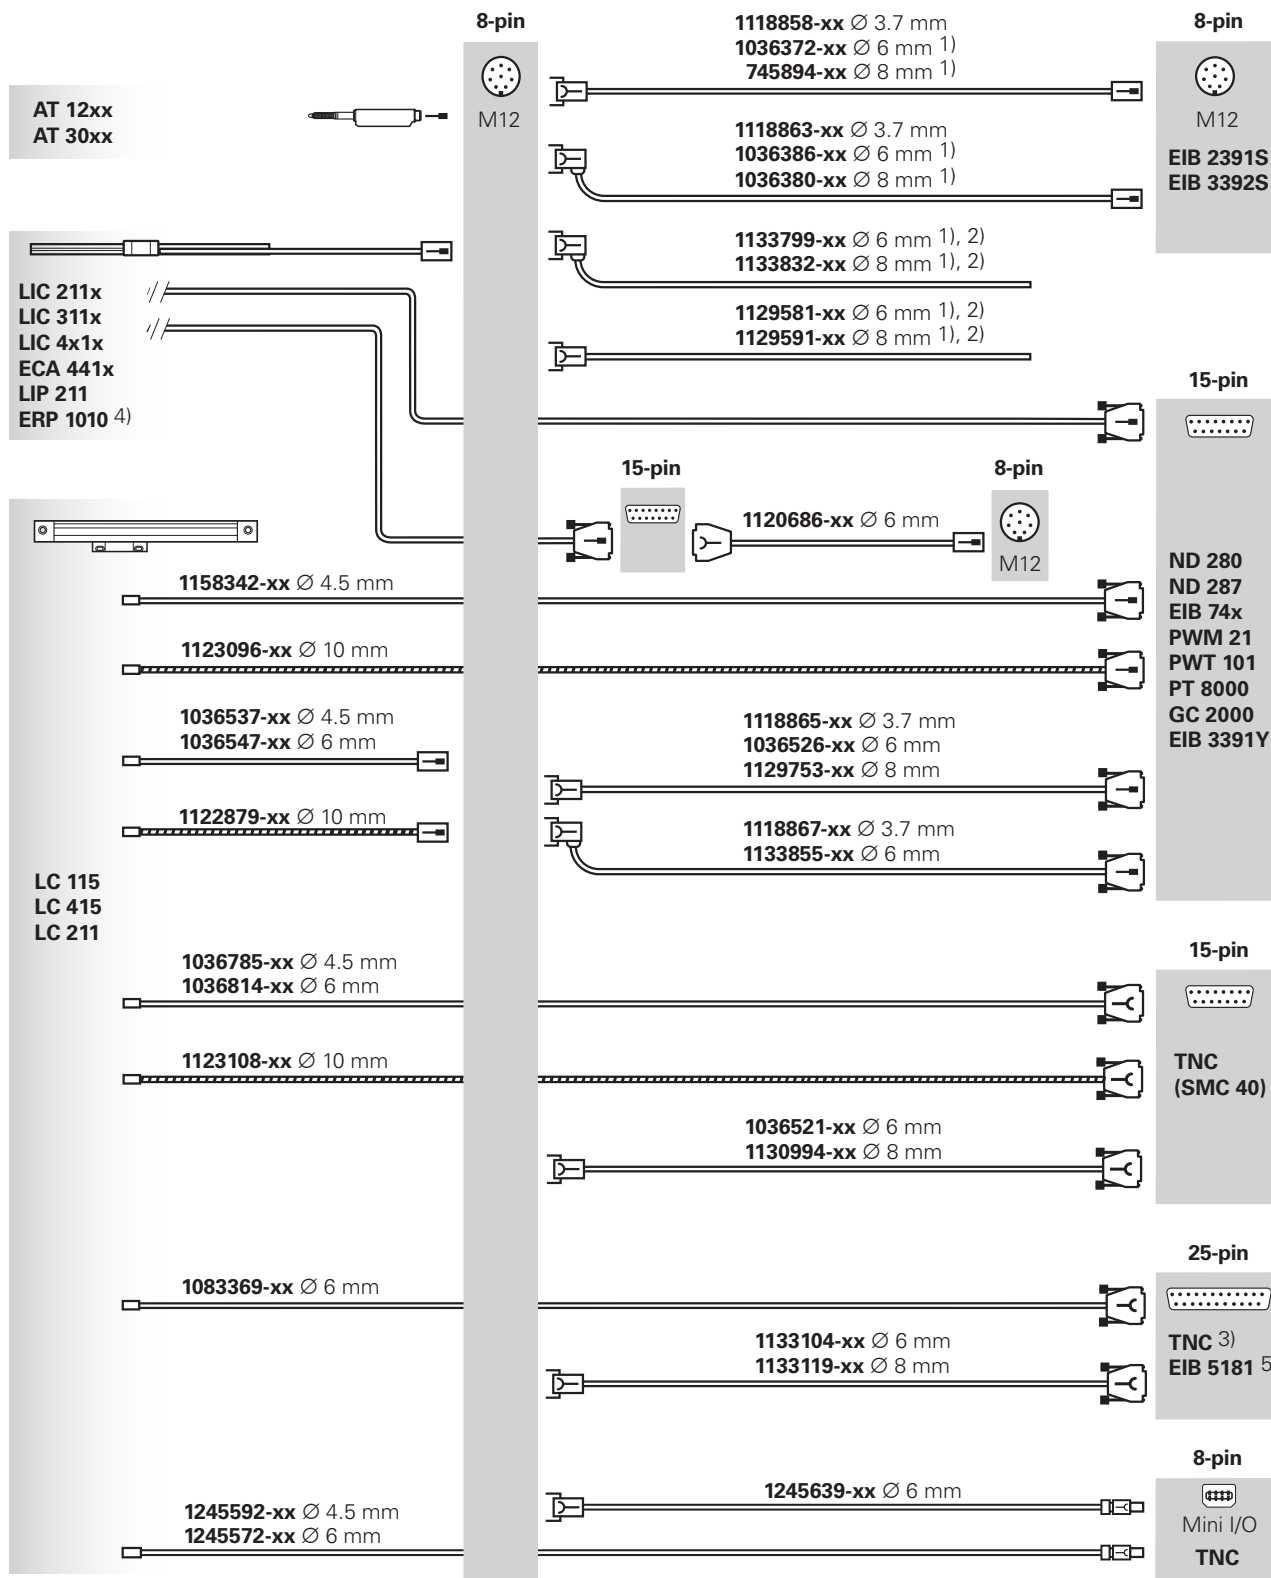 8-pin
M12
AT 12xx
AT 30xx
1118858-xx Ø 3.7 mm
1036372-xx Ø 6 mm 1)
745894-xx Ø 8 mm 1)
1118863-xx Ø 3.7 mm
1036386-xx Ø 6 mm 1)
1036380-xx Ø 8 mm 1)
8-pin
M12
EIB 2391S
EIB 3392S
1133799-xx Ø 6 mm 1), 2)
1133832-xx Ø 8 mm 1), 2)
1129581-xx Ø 6 mm 1), 2)
1129591-xx Ø 8 mm 1), 2)
LIC 211x
LIC 311x
LIC 4x1x
ECA 441x
LIP 211
ERP 1010 4)
15-pin
15-pin
1120686-xx Ø 6 mm
8-pin
M12
ND 280
ND 287
EIB 74x
PWM 21
PWT 101
PT 8000
GC 2000
EIB 3391Y
1158342-xx Ø 4.5 mm
1123096-xx Ø 10 mm
1036537-xx Ø 4.5 mm
1036547-xx Ø 6 mm
1118865-xx Ø 3.7 mm
1036526-xx Ø 6 mm
1129753-xx Ø 8 mm
1122879-xx Ø 10 mm
1118867-xx Ø 3.7 mm
1133855-xx Ø 6 mm
LC 115
LC 415
LC 211
1036785-xx Ø 4.5 mm
1036814-xx Ø 6 mm
15-pin
TNC
(SMC 40)
1123108-xx Ø 10 mm
1036521-xx Ø 6 mm
1130994-xx Ø 8 mm
1083369-xx Ø 6 mm
25-pin
TNC 3)
EIB 5181 5
1133104-xx Ø 6 mm
1133119-xx Ø 8 mm
1245639-xx Ø 6 mm
8-pin
Mini I/O
TNC
1245592-xx Ø 4.5 mm
1245572-xx Ø 6 mm